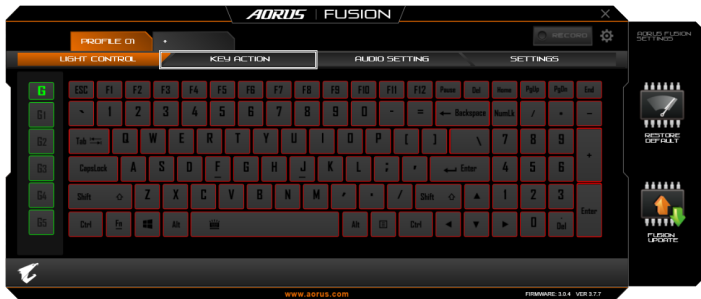 AORUS | FUSION
PROFILE 01
RECORD
AORUS FUSION
SETTINGS
LIGHT CONTROL KEY ACTION AUDIO SETTING SETTINGS
G ESC F1 F2 F3 F4 F5 F6 F7 F8 F9 F10 F11 F12 Pause Del Home PgUp PgDn End
G1 ` 1 2 3 4 5 6 7 8 9 0 - = ← Backspace NumLk / * -
G2 Tab Q W E R T Y U I O P [ ] \ 7 8 9 +
G3 CapsLock A S D F G H J K L ; ' Enter 4 5 6
G4 Shift Z X C V B N M , . / Shift ▲ 1 2 3 Enter
G5 Ctrl Fn Alt Alt Ctrl ◄ ▼ ► 0 Del
RESTORE
DEFAULT
FUSION
UPDATE
www.aorus.com
FIRMWARE: 3.0.4 VER 3.7.7